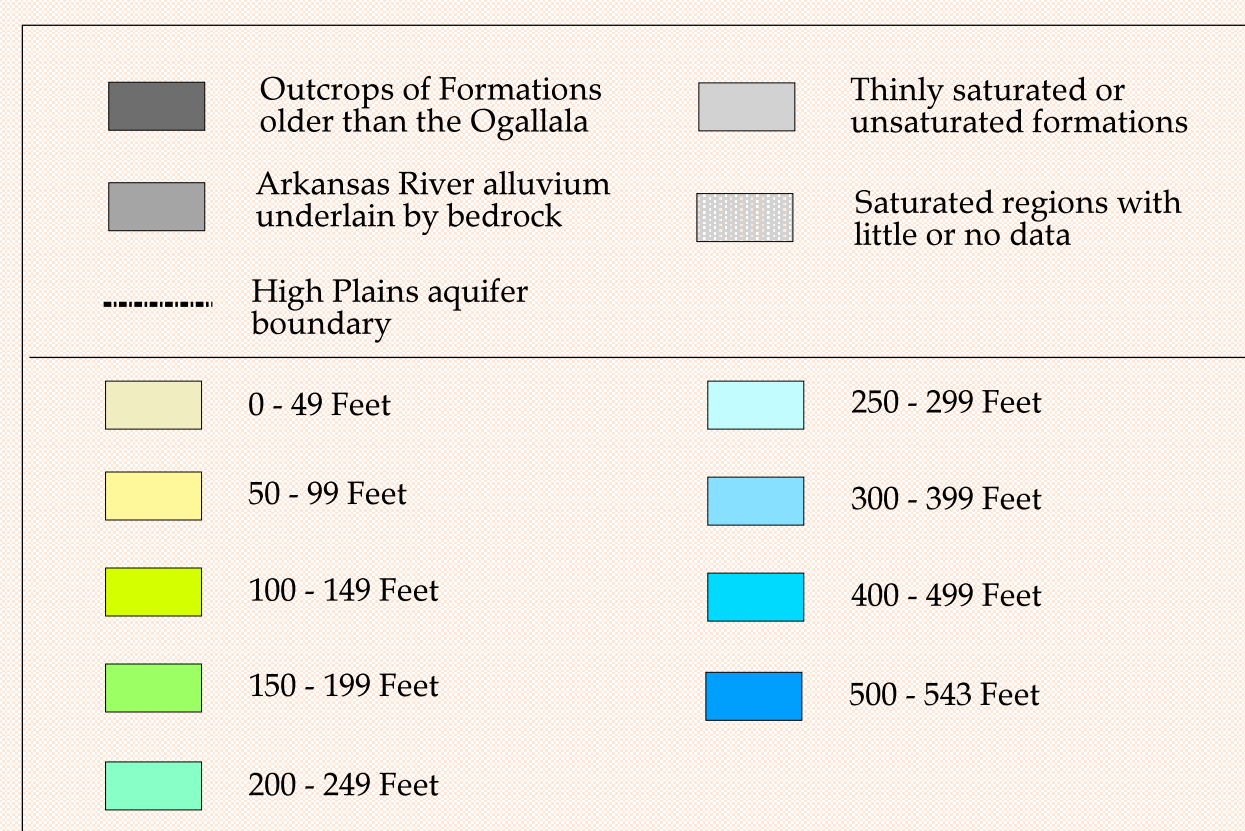 Outcrops of Formations
older than the Ogallala
Arkansas River alluvium
underlain by bedrock
High Plains aquifer
boundary
Thinly saturated or
unsaturated formations
Saturated regions with
little or no data
0 - 49 Feet
50 - 99 Feet
100 - 149 Feet
150 - 199 Feet
200 - 249 Feet
250 - 299 Feet
300 - 399 Feet
400 - 499 Feet
500 - 543 Feet